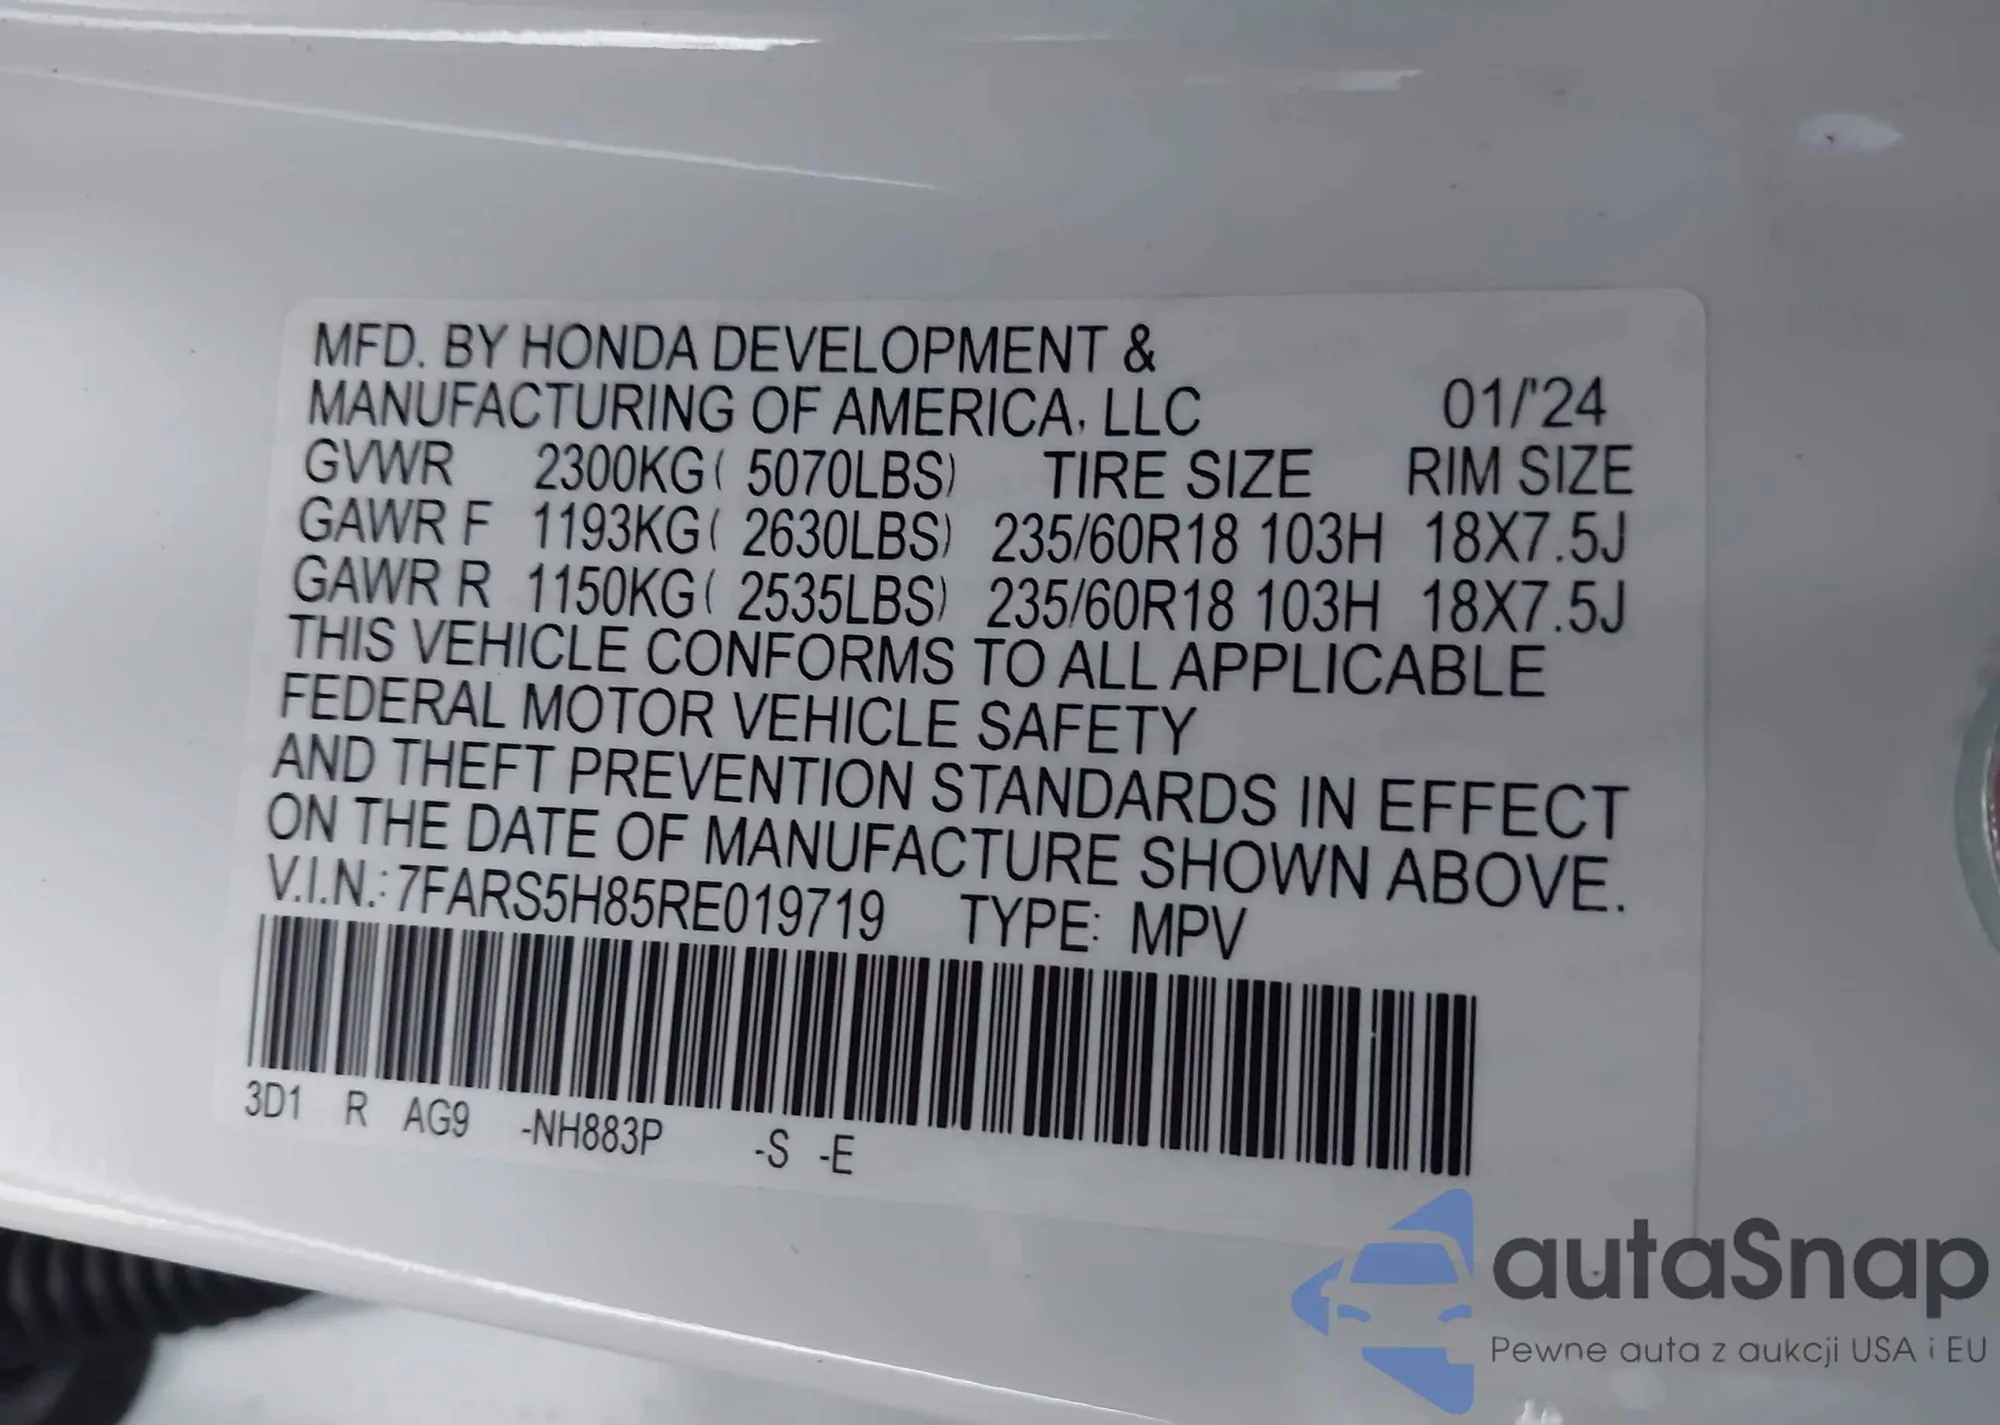 MFD. BY HONDA DEVELOPMENT &
MANUFACTURING OF AMERICA, LLC 01/'24
GVWR 2300KG( 5070LBS) TIRE SIZE RIM SIZE
GAWR F 1193KG( 2630LBS) 235/60R18 103H 18X7.5J
GAWR R 1150KG( 2535LBS) 235/60R18 103H 18X7.5J
THIS VEHICLE CONFORMS TO ALL APPLICABLE
FEDERAL MOTOR VEHICLE SAFETY
AND THEFT PREVENTION STANDARDS IN EFFECT
ON THE DATE OF MANUFACTURE SHOWN ABOVE.
V.I.N.: 7FARS5H85RE019719 TYPE: MPV
3D1 R AG9 -NH883P -S -E
autaSnap
Pewne auta z aukcji USA i EU